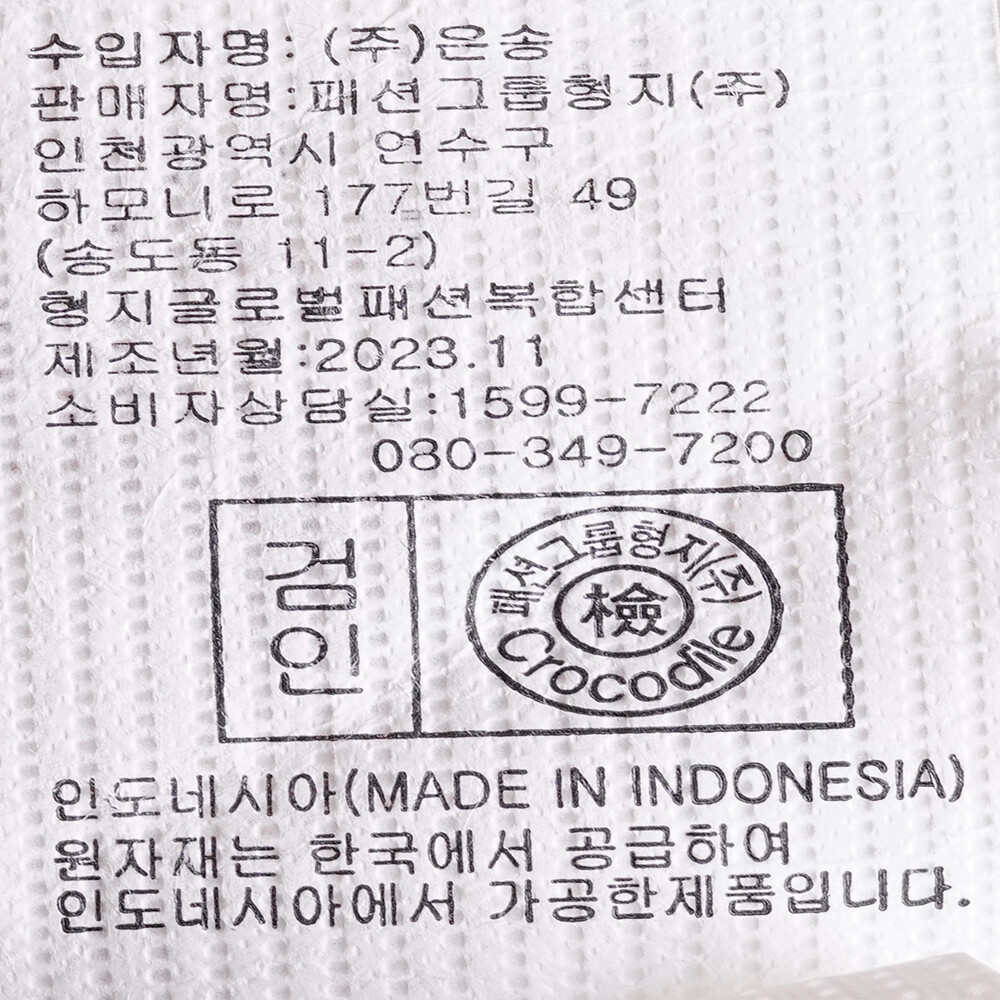 수입자명: (주)은송
판매자명:패션그룹형지(주)
인천광역시 연수구
하모니로 177번길 49
(송도동 11-2)
형지글로벌패션복합센터
제조년월:2023.11
소비자상담실:1599-7222
080-349-7200
검
인
패션그룹형지(주)
檢
Crocodile
인도네시아(MADE IN INDONESIA)
원자재는 한국에서 공급하여
인도네시아에서 가공한제품입니다.